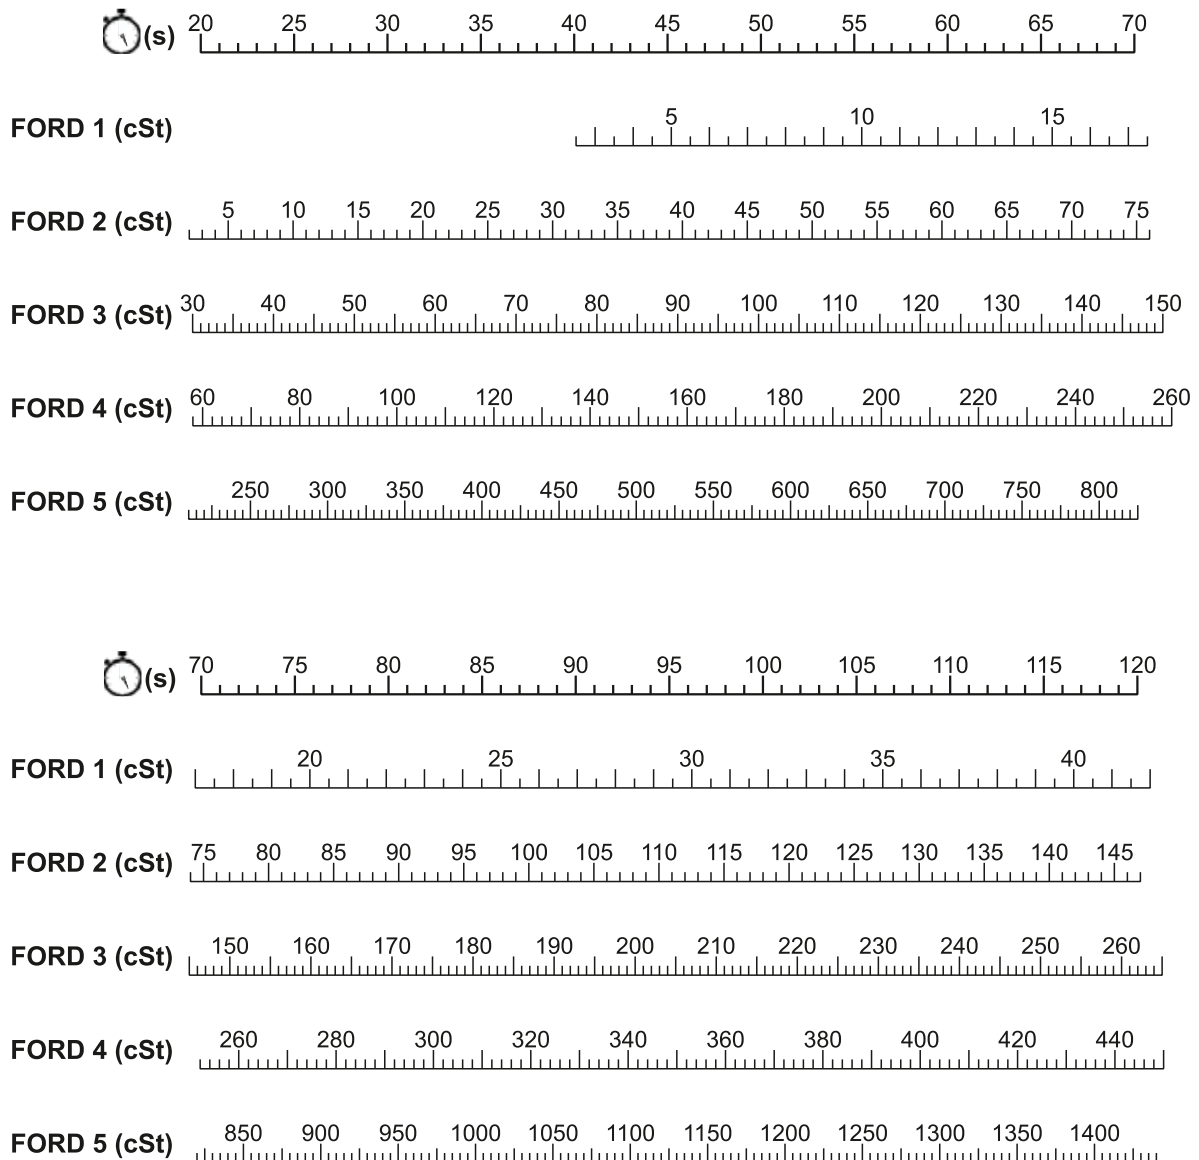 (s) 20 25 30 35 40 45 50 55 60 65 70
FORD 1 (cSt) 5 10 15
FORD 2 (cSt) 5 10 15 20 25 30 35 40 45 50 55 60 65 70 75
FORD 3 (cSt) 30 40 50 60 70 80 90 100 110 120 130 140 150
FORD 4 (cSt) 60 80 100 120 140 160 180 200 220 240 260
FORD 5 (cSt) 250 300 350 400 450 500 550 600 650 700 750 800
(s) 70 75 80 85 90 95 100 105 110 115 120
FORD 1 (cSt) 20 25 30 35 40
FORD 2 (cSt) 75 80 85 90 95 100 105 110 115 120 125 130 135 140 145
FORD 3 (cSt) 150 160 170 180 190 200 210 220 230 240 250 260
FORD 4 (cSt) 260 280 300 320 340 360 380 400 420 440
FORD 5 (cSt) 850 900 950 1000 1050 1100 1150 1200 1250 1300 1350 1400